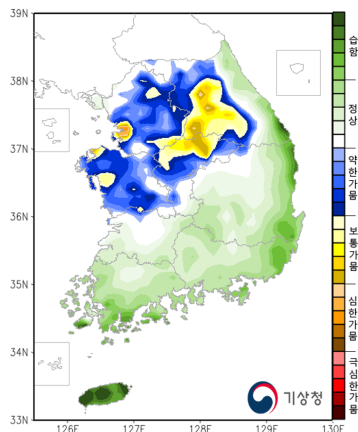 39N
38N
37N
36N
35N
34N
33N
126E
127E
128E
129E
130E
습함
정상
약한가뭄
보통가뭄
심한가뭄
극심한가뭄
기상청